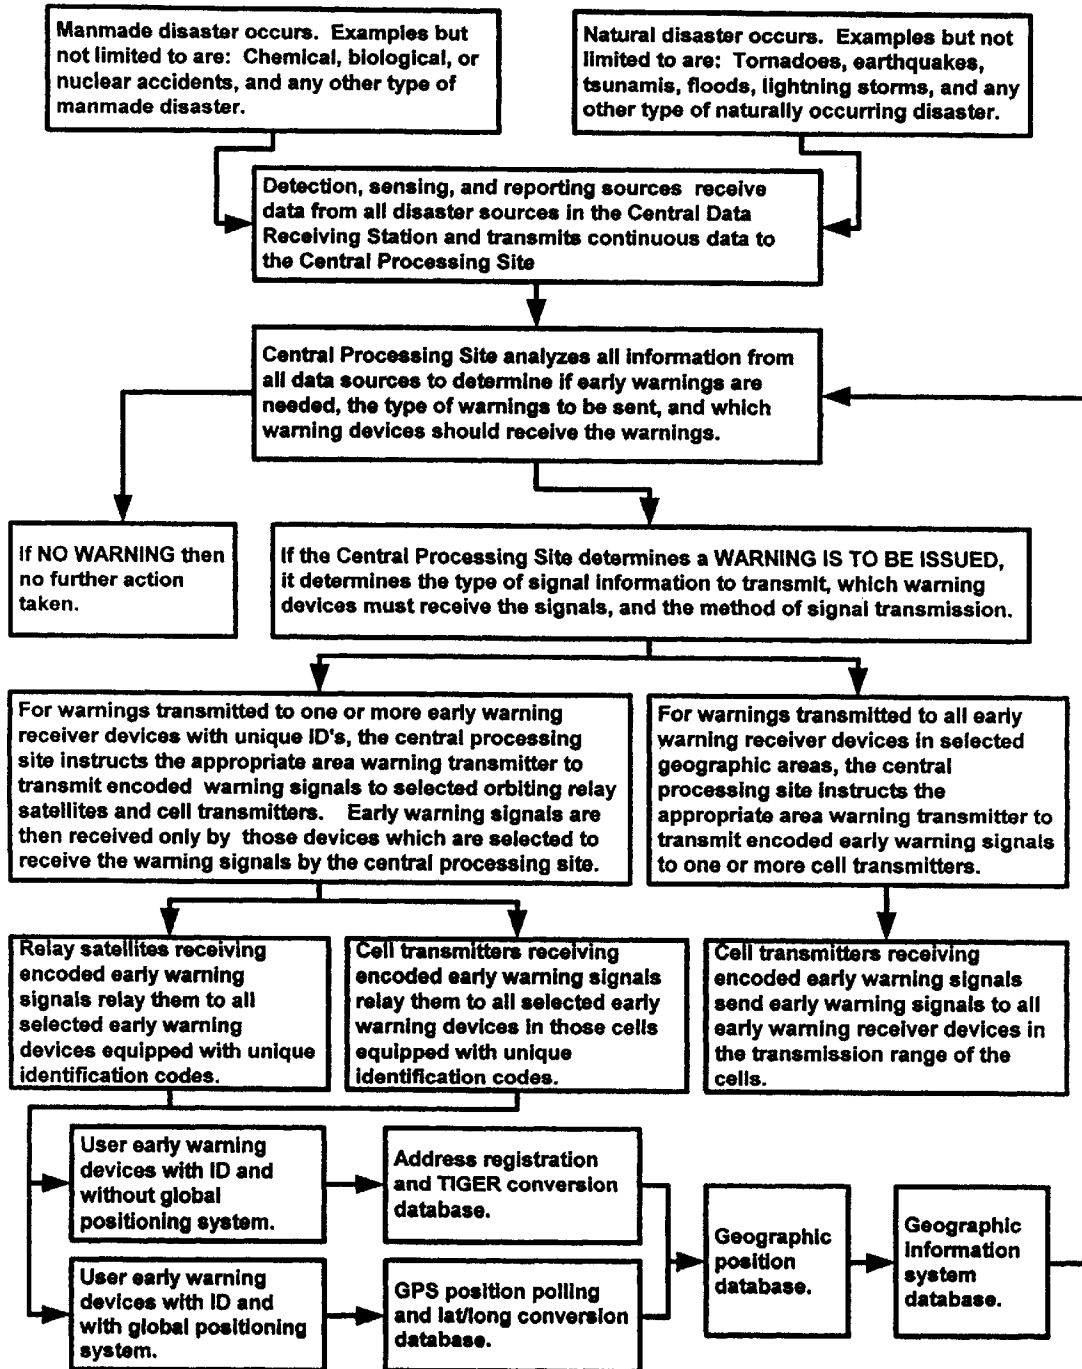 Manmade disaster occurs. Examples but
not limited to are: Chemical, biological, or
nuclear accidents, and any other type of
manmade disaster.
Natural disaster occurs. Examples but not
limited to are: Tornadoes, earthquakes,
tsunamis, floods, lightning storms, and any
other type of naturally occurring disaster.
Detection, sensing, and reporting sources receive
data from all disaster sources in the Central Data
Receiving Station and transmits continuous data to
the Central Processing Site
Central Processing Site analyzes all information from
all data sources to determine if early warnings are
needed, the type of warnings to be sent, and which
warning devices should receive the warnings.
If NO WARNING then
no further action
taken.
If the Central Processing Site determines a WARNING IS TO BE ISSUED,
it determines the type of signal information to transmit, which warning
devices must receive the signals, and the method of signal transmission.
For warnings transmitted to one or more early warning
receiver devices with unique ID's, the central processing
site instructs the appropriate area warning transmitter to
transmit encoded warning signals to selected orbiting relay
satellites and cell transmitters. Early warning signals are
then received only by those devices which are selected to
receive the warning signals by the central processing site.
For warnings transmitted to all early
warning receiver devices in selected
geographic areas, the central
processing site instructs the
appropriate area warning transmitter to
transmit encoded early warning signals
to one or more cell transmitters.
Relay satellites receiving
encoded early warning
signals relay them to all
selected early warning
devices equipped with unique
identification codes.
Cell transmitters receiving
encoded early warning signals
relay them to all selected early
warning devices in those cells
equipped with unique
identification codes.
Cell transmitters receiving
encoded early warning signals
send early warning signals to all
early warning receiver devices in
the transmission range of the
cells.
User early warning
devices with ID and
without global
positioning system.
Address registration
and TIGER conversion
database.
User early warning
devices with ID and
with global positioning
system.
GPS position polling
and lat/long conversion
database.
Geographic
position
database.
Geographic
information
system
database.